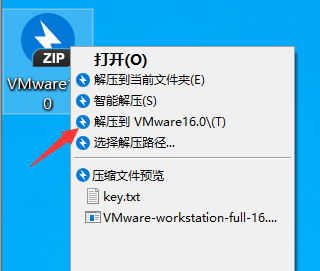 ZIP
VMware16.
0
打开(O)
解压到当前文件夹(E)
智能解压(S)
解压到 VMware16.0\(T)
选择解压路径...
压缩文件预览
key.txt
VMware-workstation-full-16....